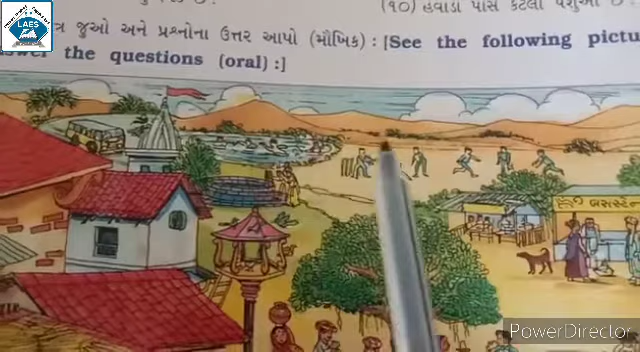 LAES
(૧૦) હવાડા પાસે કેટલા પશુઓ છે ?
ત્ર જુઓ અને પ્રશ્નોના ઉત્તર આપો (મૌખિક) : [See the following pictu
the questions (oral) :]
બસસ્ટેન્ડ
PowerDirector